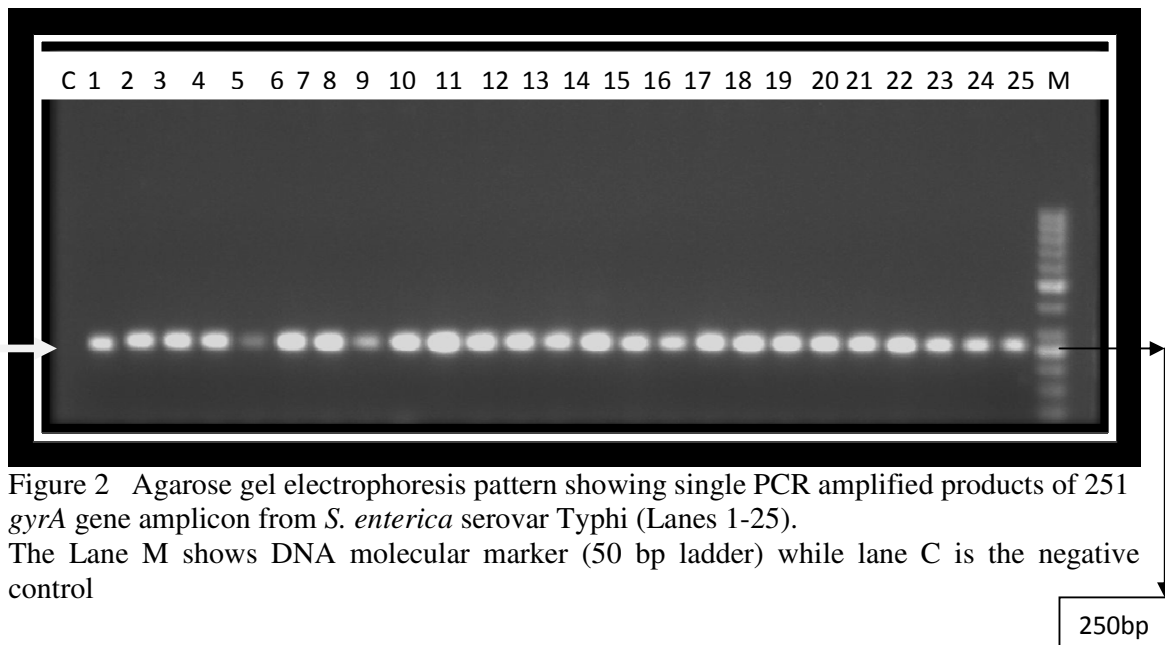 C 1 2 3 4 5 6 7 8 9 10 11 12 13 14 15 16 17 18 19 20 21 22 23 24 25 M
Figure 2 Agarose gel electrophoresis pattern showing single PCR amplified products of 251
gyrA gene amplicon from S. enterica serovar Typhi (Lanes 1-25).
The Lane M shows DNA molecular marker (50 bp ladder) while lane C is the negative
control
250bp